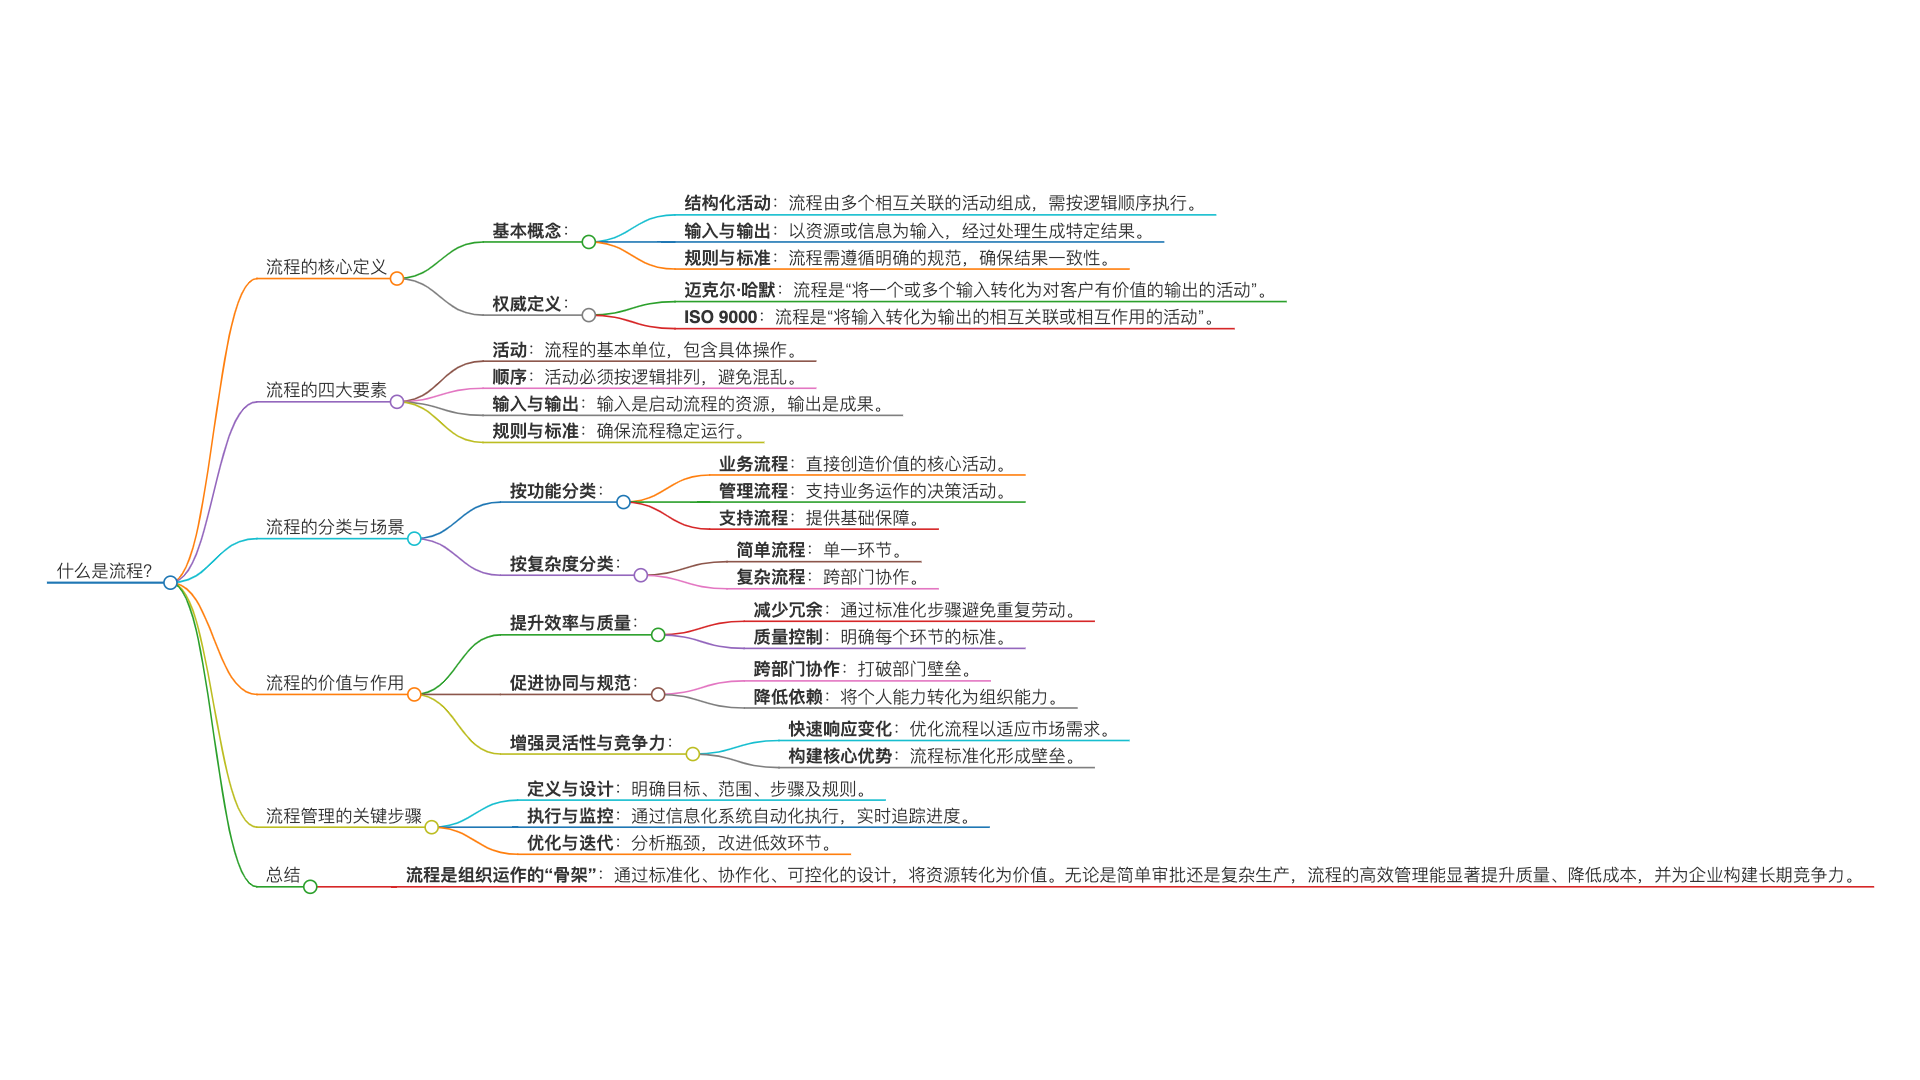 什么是流程？
流程的核心定义
基本概念：
结构化活动：流程由多个相互关联的活动组成，需按逻辑顺序执行。
输入与输出：以资源或信息为输入，经过处理生成特定结果。
规则与标准：流程需遵循明确的规范，确保结果一致性。
权威定义：
迈克尔·哈默：流程是“将一个或多个输入转化为对客户有价值的输出的活动”。
ISO 9000：流程是“将输入转化为输出的相互关联或相互作用的活动”。
流程的四大要素
活动：流程的基本单位，包含具体操作。
顺序：活动必须按逻辑排列，避免混乱。
输入与输出：输入是启动流程的资源，输出是成果。
规则与标准：确保流程稳定运行。
流程的分类与场景
按功能分类：
业务流程：直接创造价值的核心活动。
管理流程：支持业务运作的决策活动。
支持流程：提供基础保障。
按复杂度分类：
简单流程：单一环节。
复杂流程：跨部门协作。
流程的价值与作用
提升效率与质量：
减少冗余：通过标准化步骤避免重复劳动。
质量控制：明确每个环节的标准。
促进协同与规范：
跨部门协作：打破部门壁垒。
降低依赖：将个人能力转化为组织能力。
增强灵活性与竞争力：
快速响应变化：优化流程以适应市场需求。
构建核心优势：流程标准化形成壁垒。
流程管理的关键步骤
定义与设计：明确目标、范围、步骤及规则。
执行与监控：通过信息化系统自动化执行，实时追踪进度。
优化与迭代：分析瓶颈，改进低效环节。
总结
流程是组织运作的“骨架”：通过标准化、协作化、可控化的设计，将资源转化为价值。无论是简单审批还是复杂生产，流程的高效管理能显著提升质量、降低成本，并为企业构建长期竞争力。